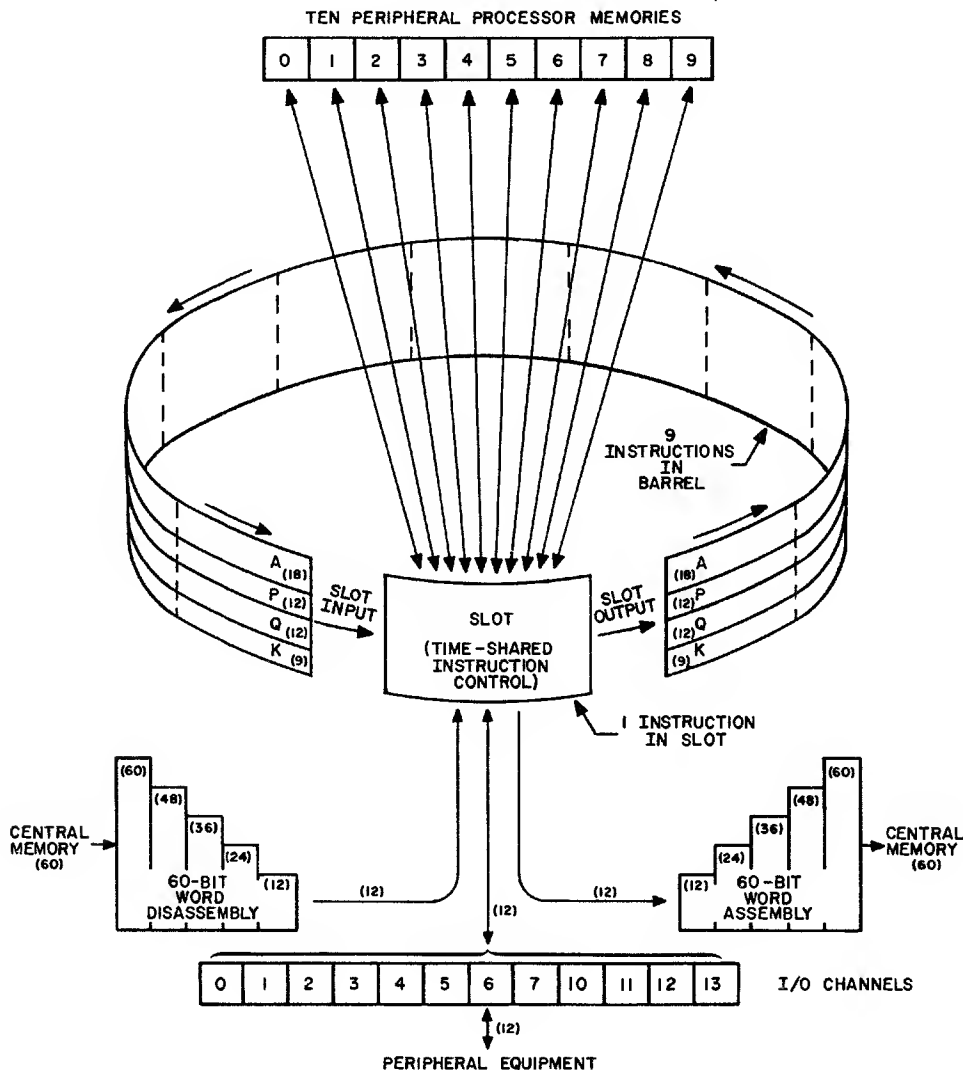 TEN PERIPHERAL PROCESSOR MEMORIES
0 1 2 3 4 5 6 7 8 9
9
INSTRUCTIONS
IN
BARREL
A
(18)
P
(12)
Q
(12)
K
(9)
SLOT
INPUT
SLOT
(TIME-SHARED
INSTRUCTION
CONTROL)
SLOT
OUTPUT
(18) A
(12) P
(12) Q
(9) K
1 INSTRUCTION
IN SLOT
CENTRAL
MEMORY
(60)
(60)
(48)
(36)
(24)
(12)
60-BIT
WORD
DISASSEMBLY
(12)
(12)
(12)
(12)
(24)
(36)
(48)
(60)
60-BIT
WORD
ASSEMBLY
CENTRAL
MEMORY
(60)
0 1 2 3 4 5 6 7 10 11 12 13
I/O CHANNELS
(12)
PERIPHERAL EQUIPMENT